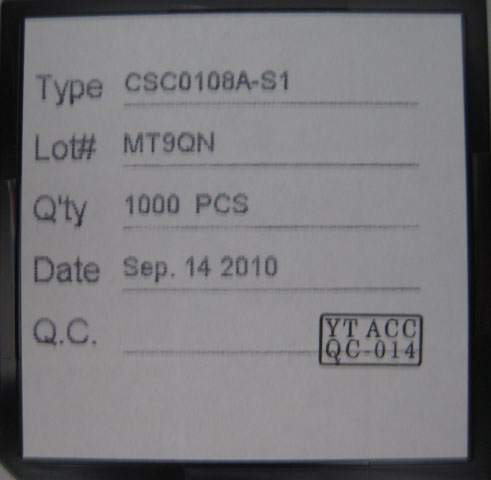 Type CSC0108A-S1
Lot# MT9QN
Q'ty 1000 PCS
Date Sep. 14 2010
Q.C.
YT ACC
QC-014